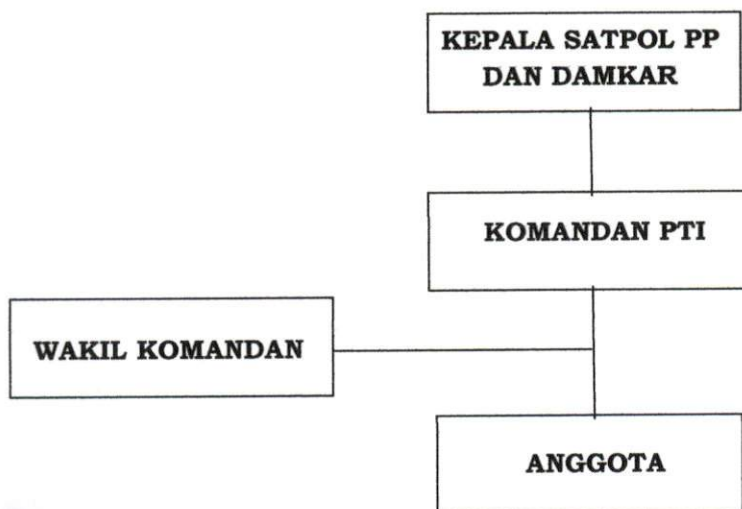 KEPALA SATPOL PP
DAN DAMKAR
KOMANDAN PTI
WAKIL KOMANDAN
ANGGOTA